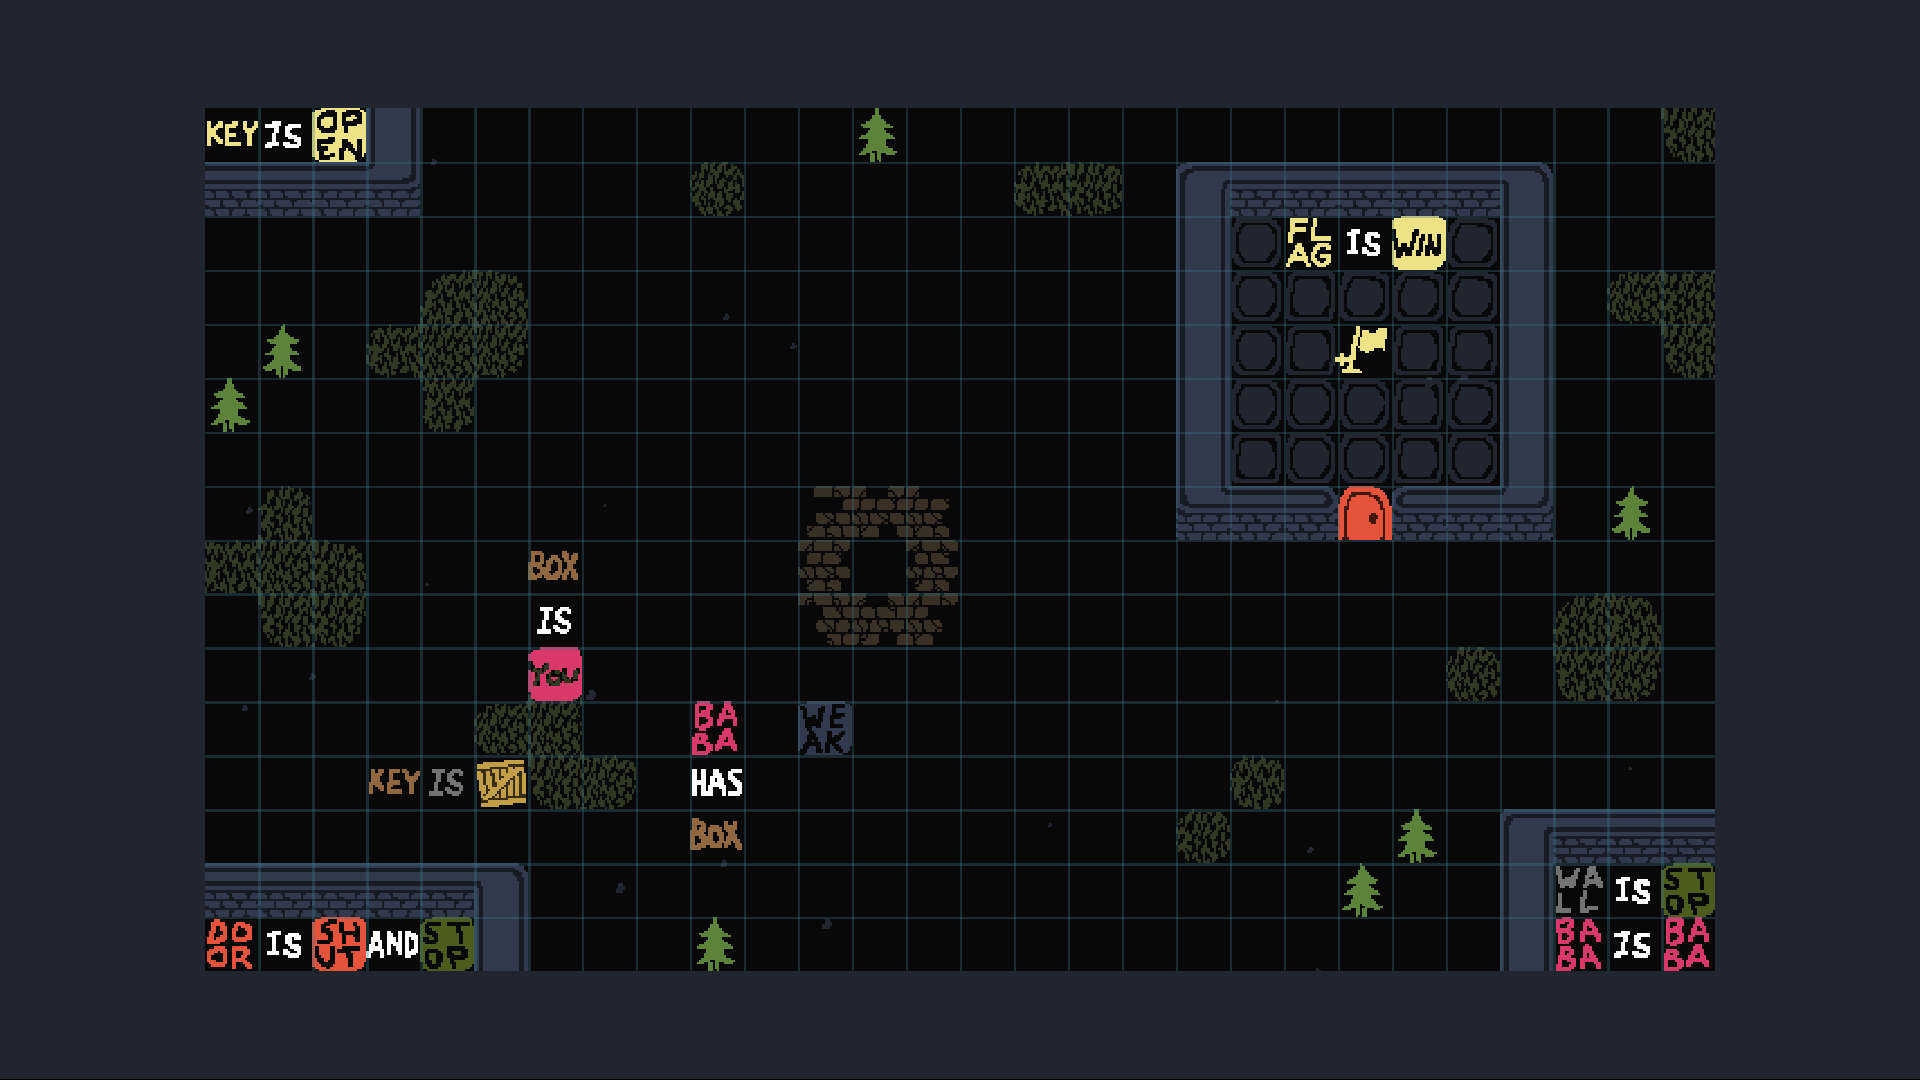 KEY IS OPEN
FLAG IS WIN
BOX
IS
YOU
BABA WEAK
KEY IS HAS
BOX
WALL IS STOP
DOOR IS SHUT AND STOP BABA IS BABA